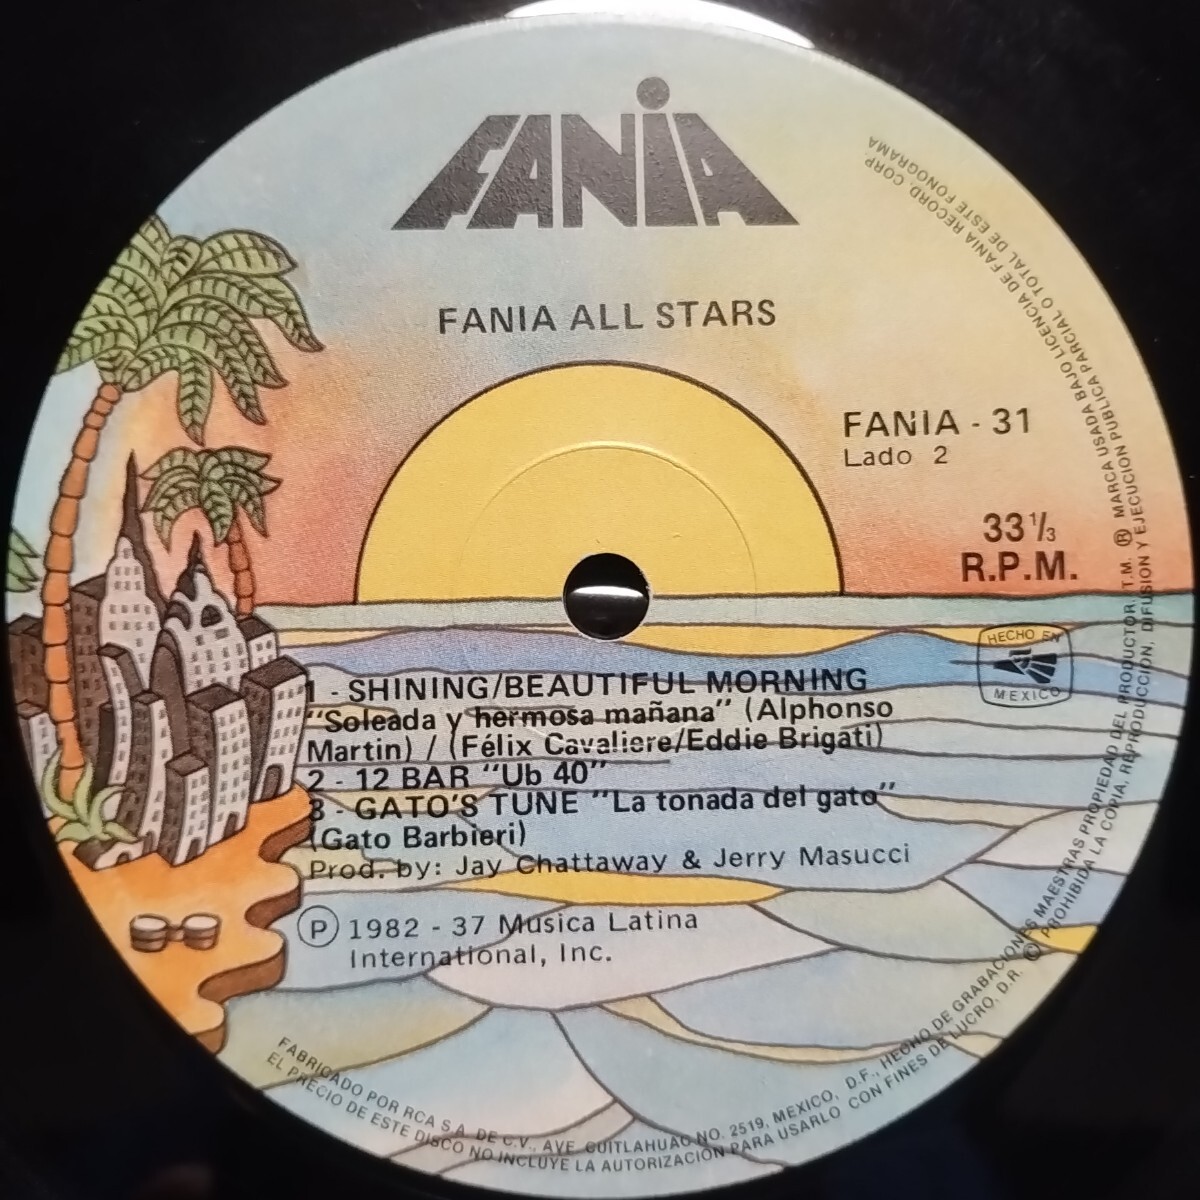 FANIA
FANIA ALL STARS
FANIA - 31
Lado 2
33 1/3
R.P.M.
HECHO EN
MEXICO
1 - SHINING/BEAUTIFUL MORNING
"Soleada y hermosa mañana" (Alphonso
Martin) / (Félix Cavaliere/Eddie Brigati)
2 - 12 BAR "Ub 40"
3 - GATO'S TUNE "La tonada del gato"
(Gato Barbieri)
Prod. by: Jay Chattaway & Jerry Masucci
Ⓟ 1982 - 37 Musica Latina
International, Inc.
FABRICADO POR RCA S.A. DE C.V., AVE. CUITLAHUAC NO. 2519, MEXICO, D.F., HECHO DE GRABACIONES MAESTRAS PROPIEDAD DEL PRODUCTOR. T.M. Ⓡ MARCA USADA BAJO LICENCIA DE FANIA RECORD, CORP
EL PRECIO DE ESTE DISCO NO INCLUYE LA AUTORIZACION PARA USARLO CON FINES DE LUCRO, D.R. © PROHIBIDA LA COPIA, REPRODUCCION, DIFUSION Y EJECUCION PUBLICA PARCIAL O TOTAL DE ESTE FONOGRAMA